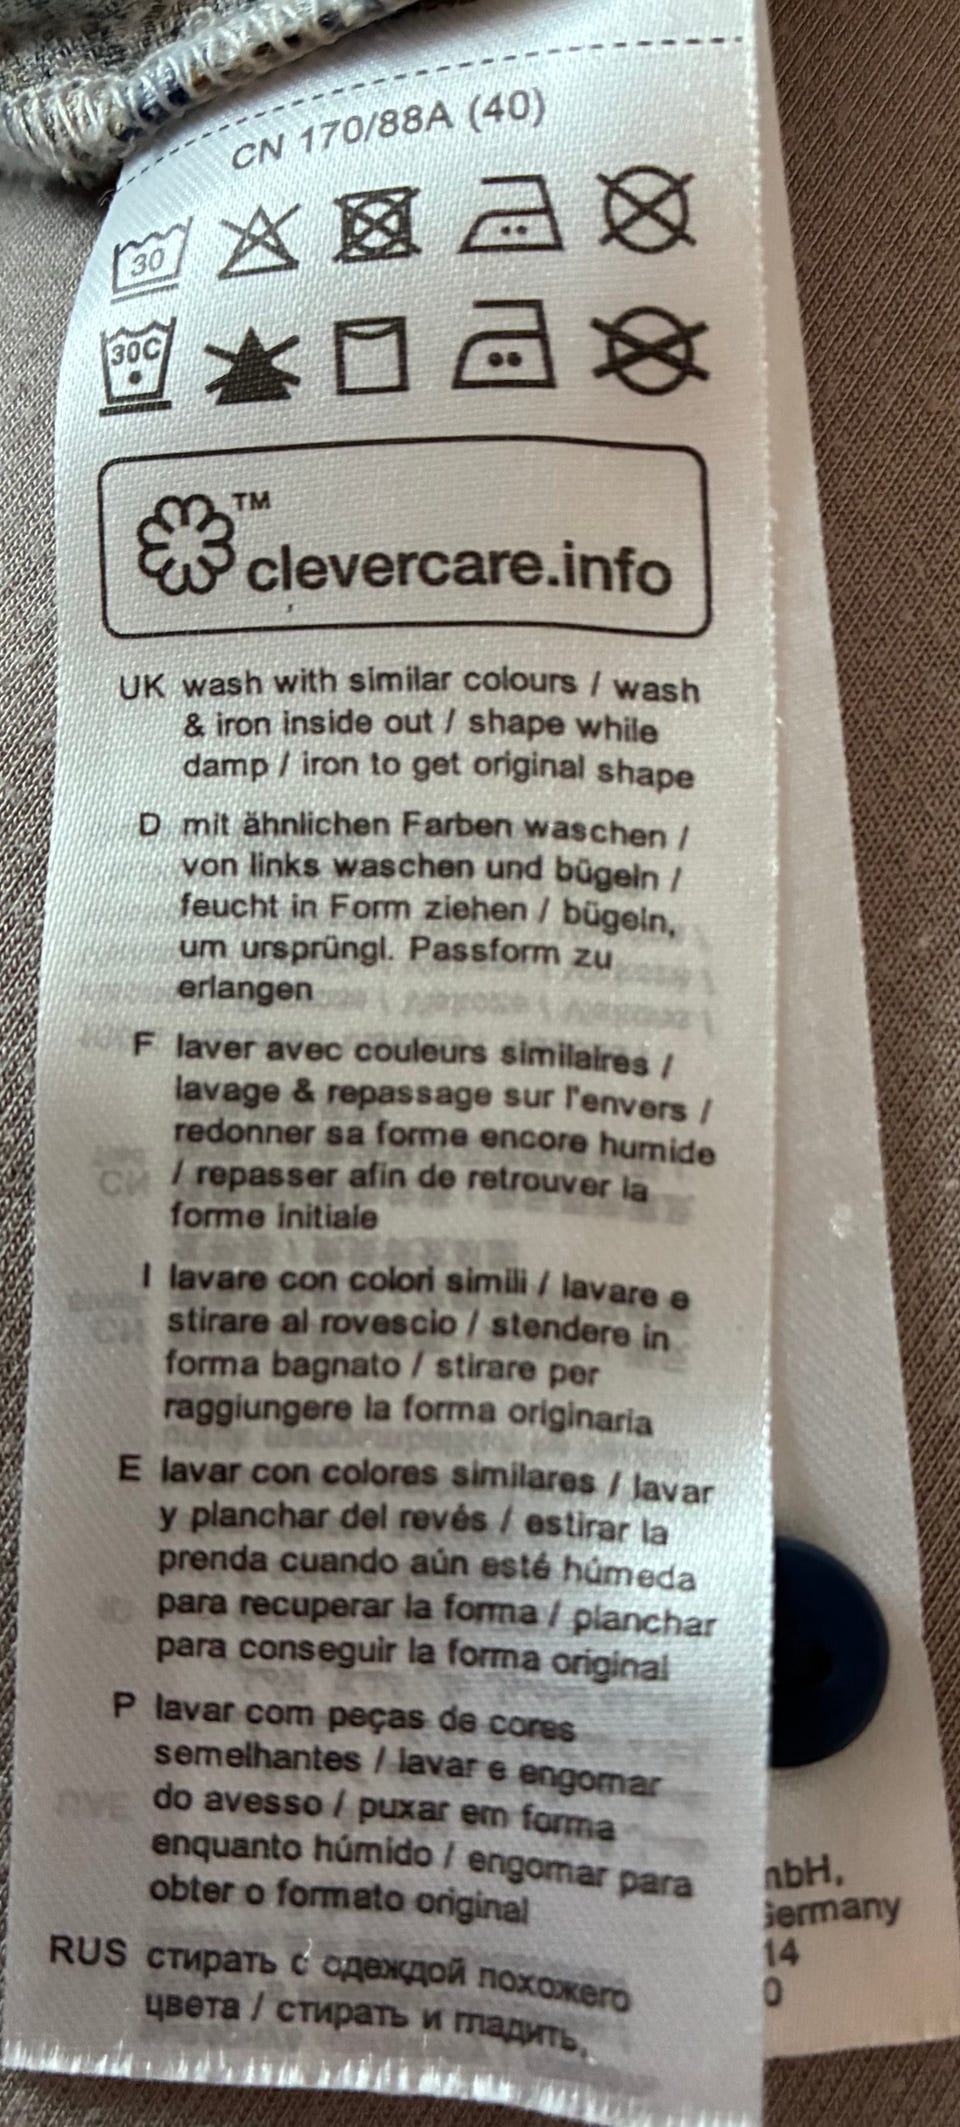 CN 170/88A (40)
30
30C
™
clevercare.info
UK wash with similar colours / wash
& iron inside out / shape while
damp / iron to get original shape
D mit ähnlichen Farben waschen /
von links waschen und bügeln /
feucht in Form ziehen / bügeln,
um ursprüngl. Passform zu
erlangen
F laver avec couleurs similaires /
lavage & repassage sur l'envers /
redonner sa forme encore humide
/ repasser afin de retrouver la
forme initiale
I lavare con colori simili / lavare e
stirare al rovescio / stendere in
forma bagnato / stirare per
raggiungere la forma originaria
E lavar con colores similares / lavar
y planchar del revés / estirar la
prenda cuando aún esté húmeda
para recuperar la forma / planchar
para conseguir la forma original
P lavar com peças de cores
semelhantes / lavar e engomar
do avesso / puxar em forma
enquanto húmido / engomar para
obter o formato original
RUS стирать с одеждой похожего
цвета / стирать и гладить,
mbH,
Germany
14
0